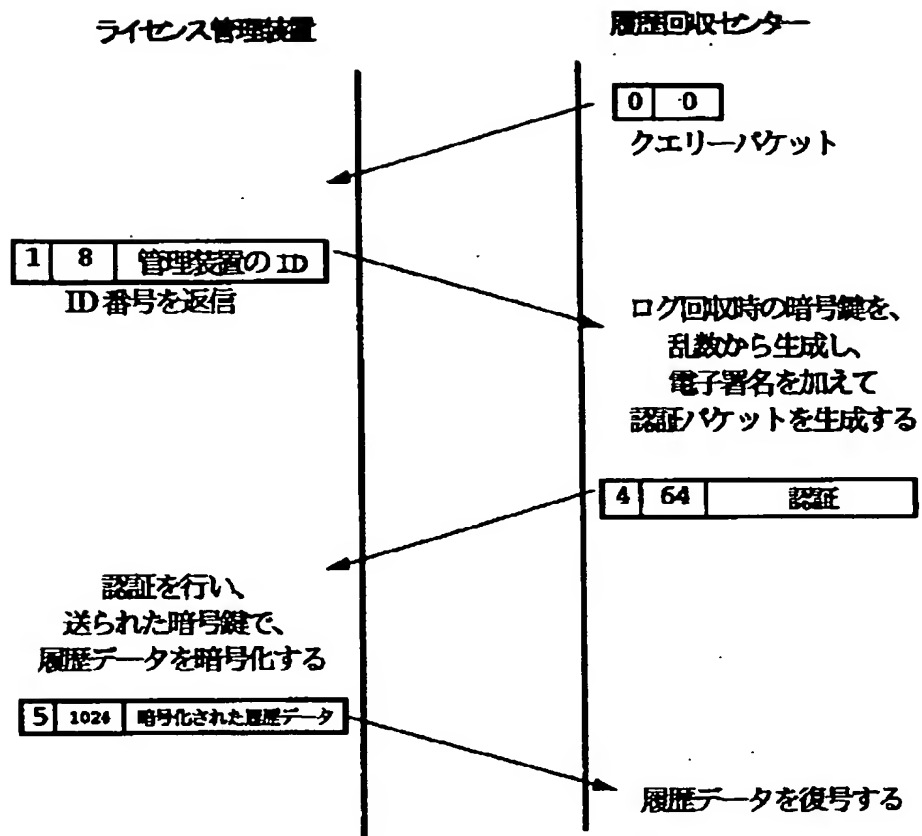 ライセンス管理装置
履歴回収センター
0 0
クエリーパケット
1 8 管理装置の ID
ID 番号を返信
ログ回収時の暗号鍵を、
乱数から生成し、
電子署名を加えて
認証パケットを生成する
4 64 認証
認証を行い、
送られた暗号鍵で、
履歴データを暗号化する
5 1024 暗号化された履歴データ
履歴データを復号する